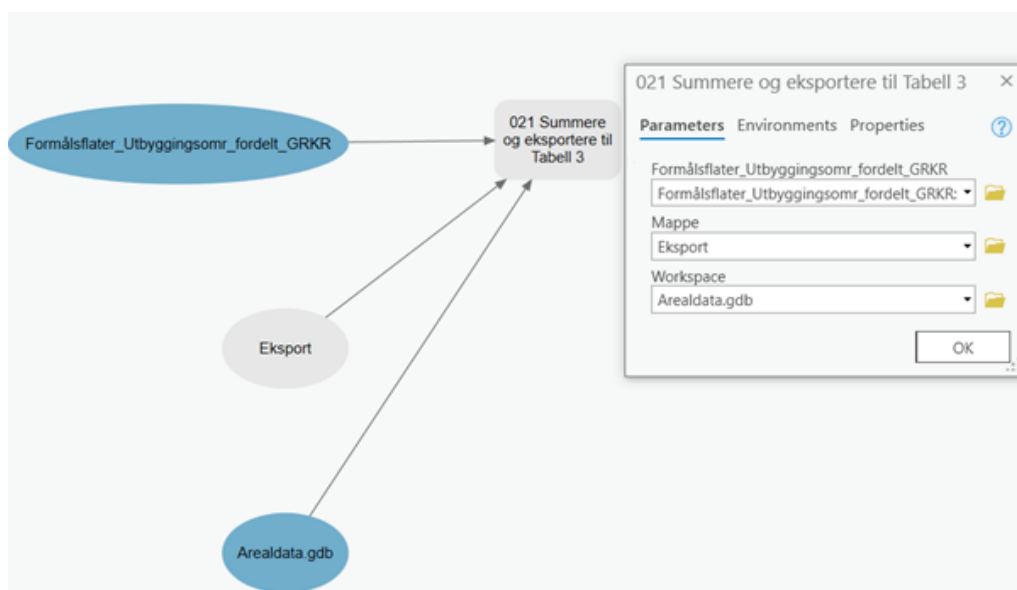 Formålsflater_Utbyggingsomr_fordelt_GRKR
021 Summere
og eksportere til
Tabell 3
Eksport
Arealdata.gdb
021 Summere og eksportere til Tabell 3
Parameters Environments Properties
Formålsflater_Utbyggingsomr_fordelt_GRKR
Formålsflater_Utbyggingsomr_fordelt_GRKR:
Mappe
Eksport
Workspace
Arealdata.gdb
OK